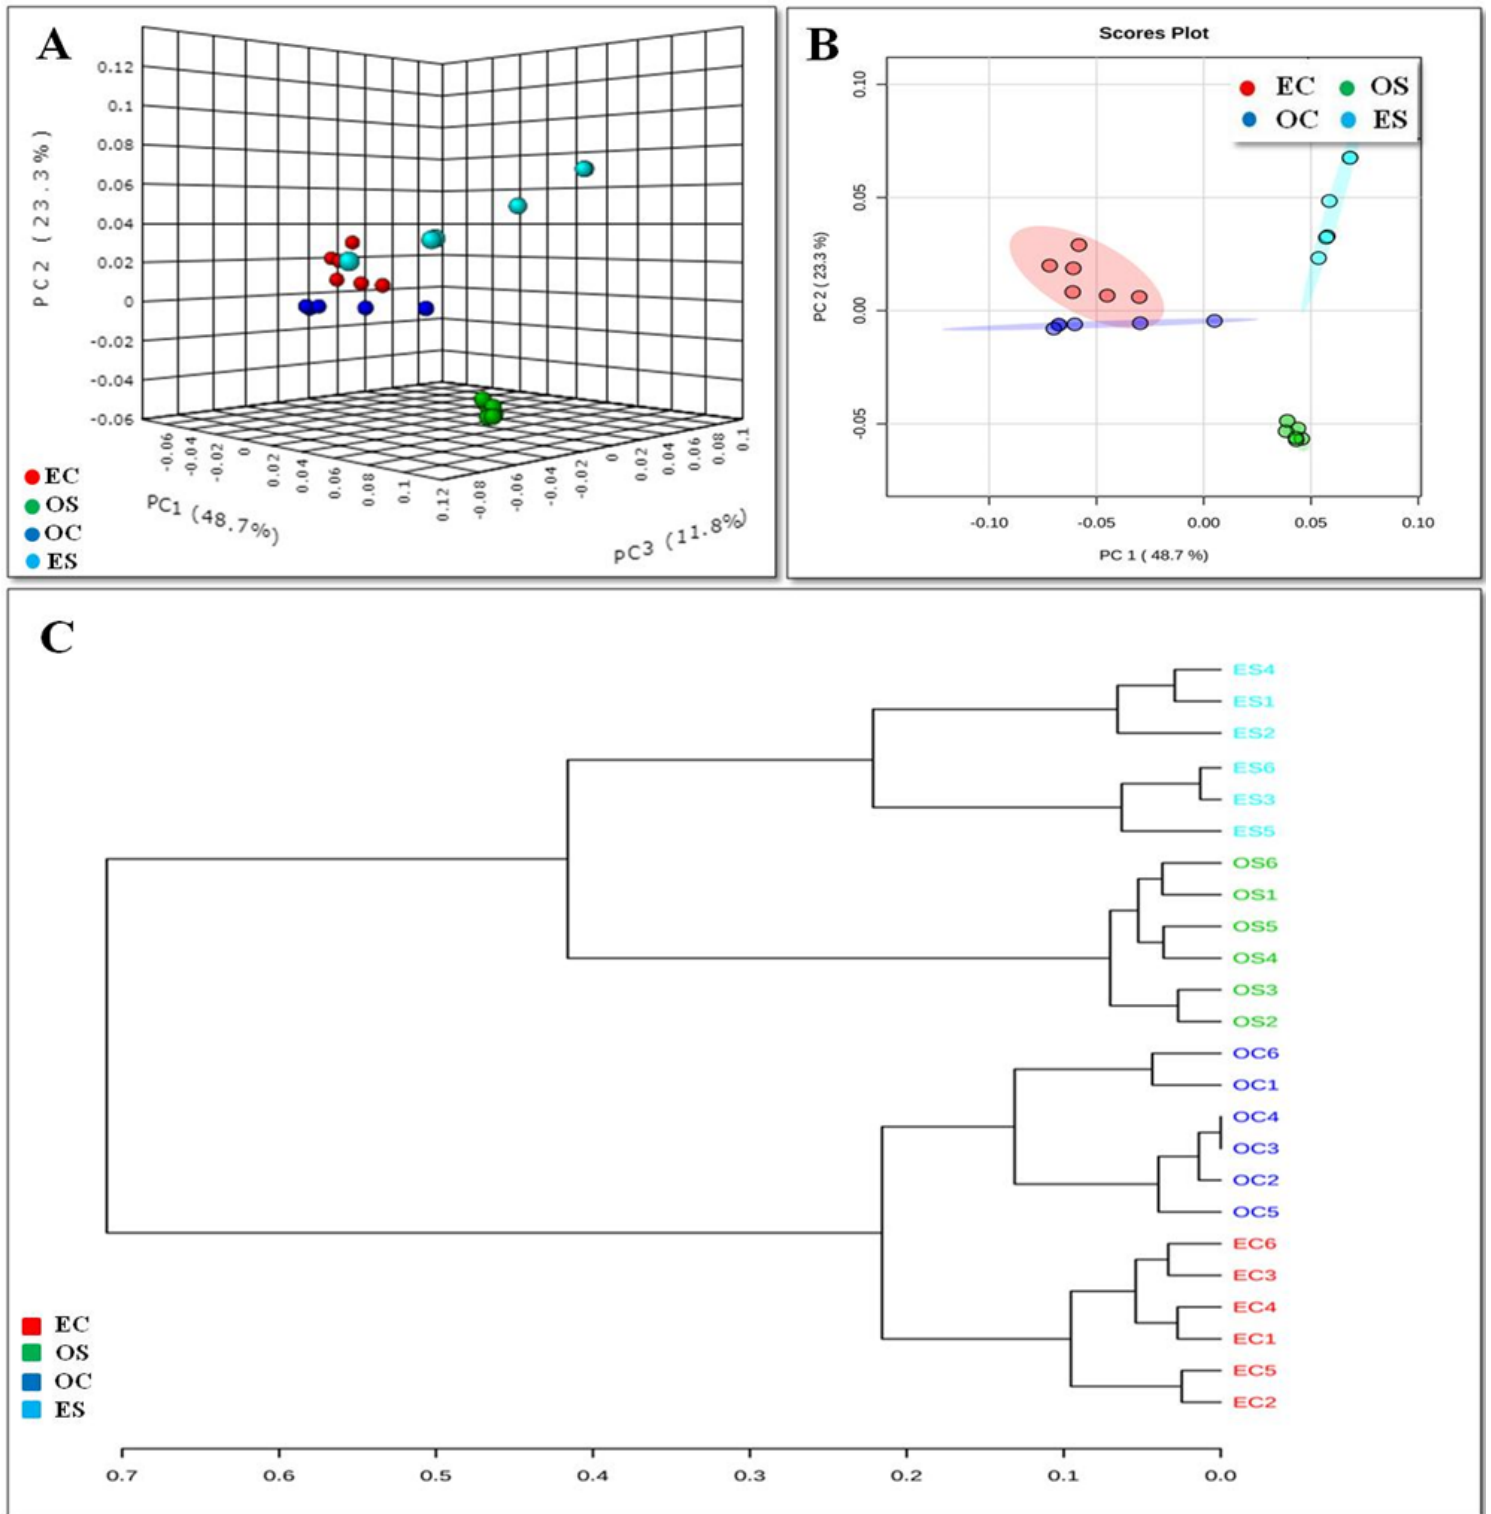 A
PC2 (23.3%)
0.12
0.1
0.08
0.06
0.04
0.02
0
-0.02
-0.04
-0.06
-0.06
-0.04
-0.02
0
0.02
0.04
0.06
0.08
0.1
0.12
PC1 (48.7%)
-0.08
-0.06
-0.04
-0.02
0
0.02
0.04
0.06
0.08
0.1
PC3 (11.8%)
EC
OS
OC
ES
B
Scores Plot
EC OS
OC ES
PC 2 ( 23.3 %)
0.10
0.05
0.00
-0.05
-0.10 -0.05 0.00 0.05 0.10
PC 1 ( 48.7 %)
C
ES4
ES1
ES2
ES6
ES3
ES5
OS6
OS1
OS5
OS4
OS3
OS2
OC6
OC1
OC4
OC3
OC2
OC5
EC6
EC3
EC4
EC1
EC5
EC2
EC
OS
OC
ES
0.7 0.6 0.5 0.4 0.3 0.2 0.1 0.0